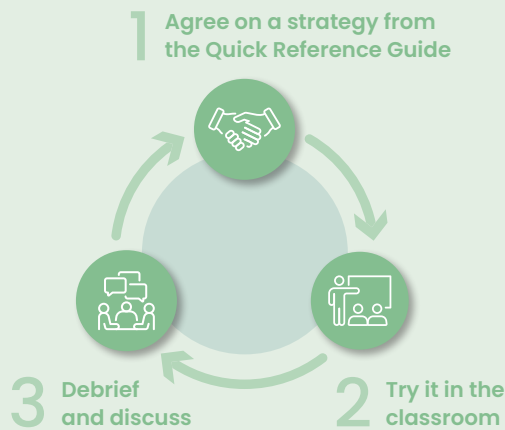 1 Agree on a strategy from
the Quick Reference Guide
2 Try it in the
classroom
3 Debrief
and discuss